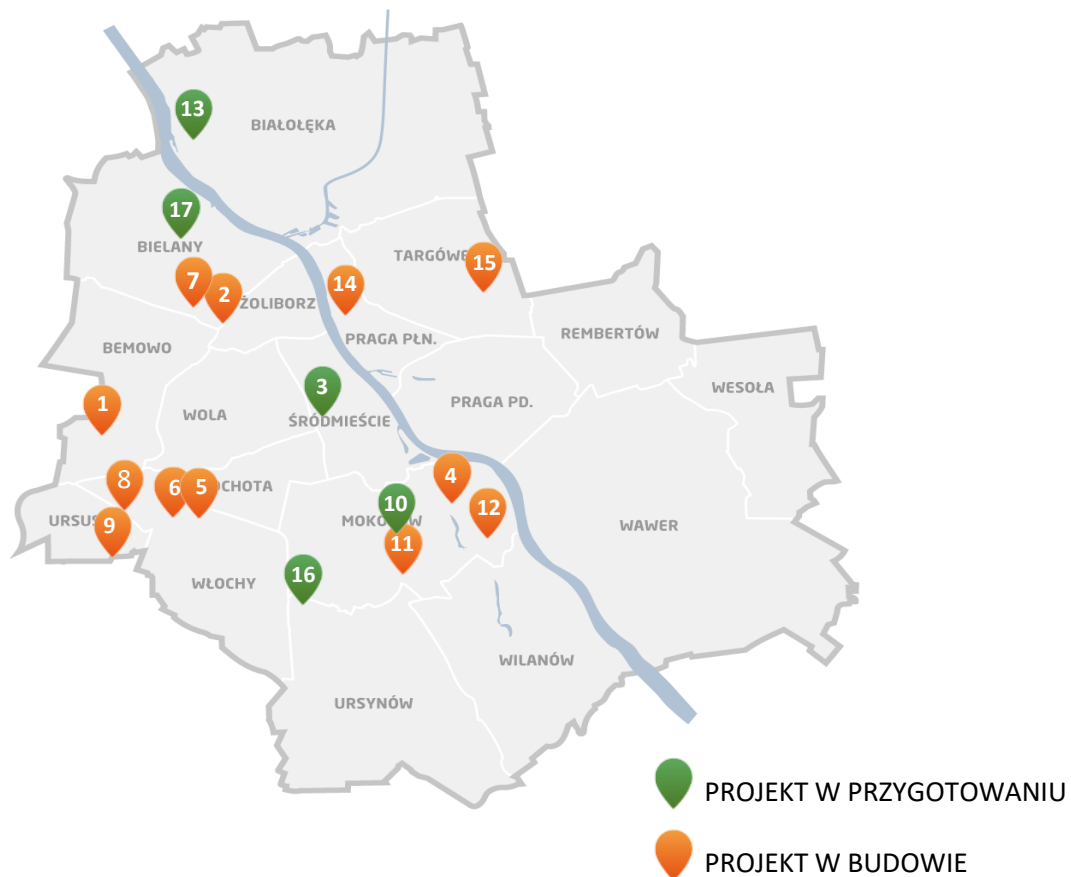 13
BIAŁOŁĘKA
17
BIELANY
TARGÓWE
15
7
2
14
ŻOLIBORZ
REMBERTÓW
BEMOWO
PRAGA PŁN.
3
WESOŁA
1
WOLA
PRAGA PD.
ŚRÓDMIEŚCIE
8
6
5
OCHOTA
4
10
12
URSUS
9
MOKO W
11
WAWER
16
WŁOCHY
WILANÓW
URSYNÓW
PROJEKT W PRZYGOTOWANIU
PROJEKT W BUDOWIE